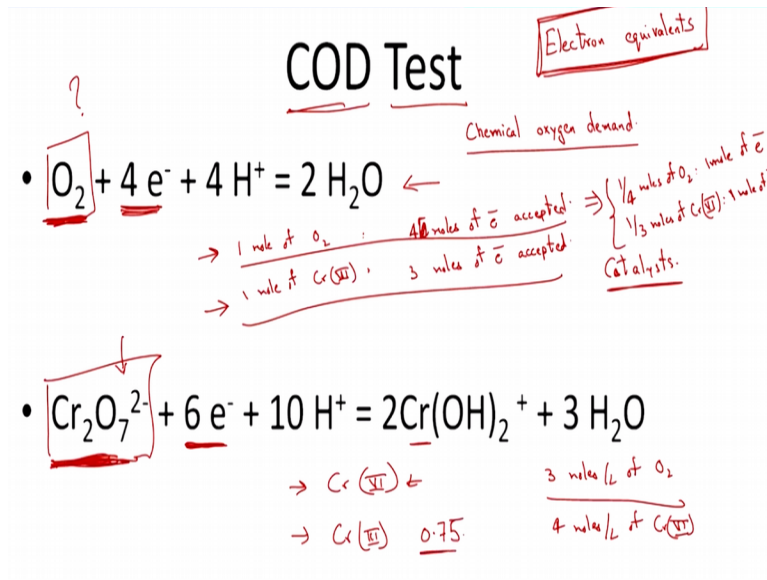 Electron equivalents
COD Test
?
Chemical oxygen demand.
• O₂ + 4 e⁻ + 4 H⁺ = 2 H₂O ←
→ 1 mole of O₂ : 4 moles of e̅ accepted. ⇒ { 1/4 moles of O₂ : 1 mole of e̅
→ 1 mole of Cr(VI) . 3 moles of e̅ accepted. 1/3 moles of Cr(VI) : 1 mole of
Catalysts.
• Cr₂O₇²⁻ + 6 e⁻ + 10 H⁺ = 2Cr(OH)₂⁺ + 3 H₂O
→ Cr(VI) ←
→ Cr(III) 0.75
3 moles/L of O₂
4 moles/L of Cr(VI)